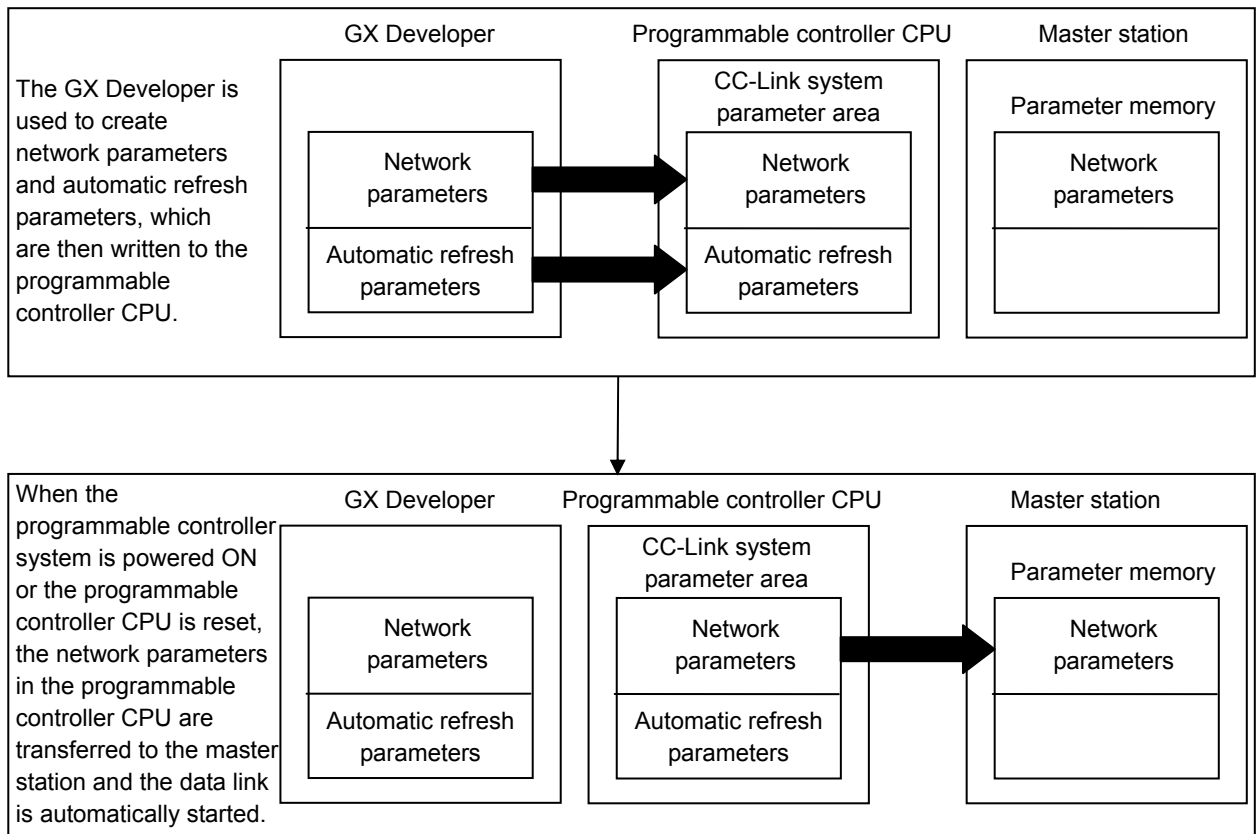 GX Developer
Programmable controller CPU
Master station
The GX Developer is
used to create
network parameters
and automatic refresh
parameters, which
are then written to the
programmable
controller CPU.
CC-Link system
parameter area
Parameter memory
Network
parameters
Automatic refresh
parameters
Network
parameters
Automatic refresh
parameters
Network
parameters
When the
programmable controller
system is powered ON
or the programmable
controller CPU is reset,
the network parameters
in the programmable
controller CPU are
transferred to the master
station and the data link
is automatically started.
GX Developer
Programmable controller CPU
Master station
CC-Link system
parameter area
Parameter memory
Network
parameters
Automatic refresh
parameters
Network
parameters
Automatic refresh
parameters
Network
parameters